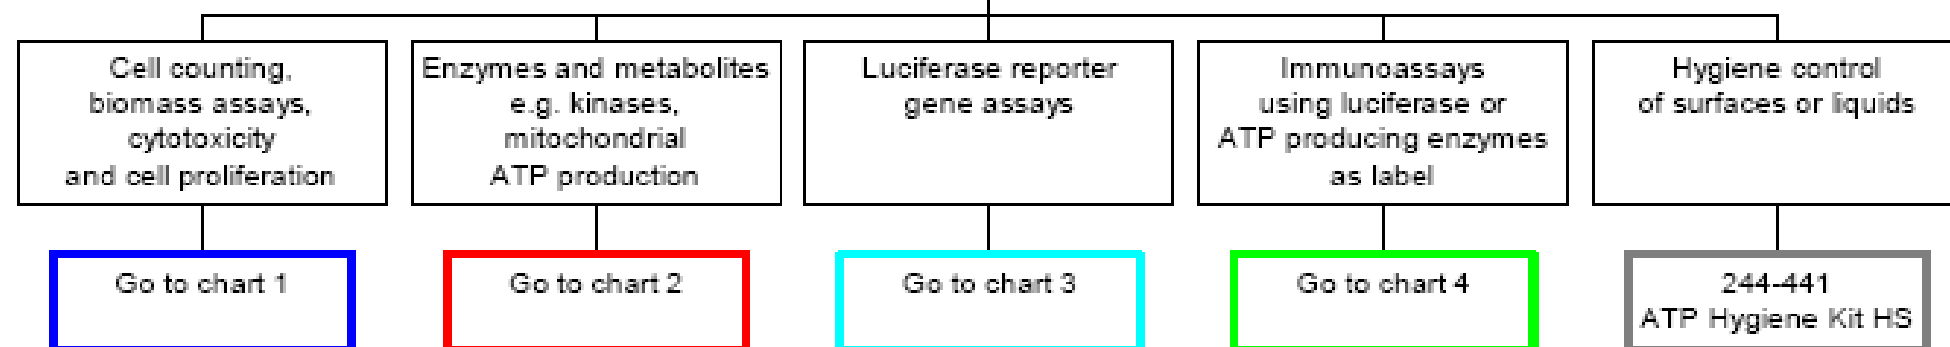 Cell counting,
biomass assays,
cytotoxicity
and cell proliferation
Enzymes and metabolites
e.g. kinases,
mitochondrial
ATP production
Luciferase reporter
gene assays
Immunoassays
using luciferase or
ATP producing enzymes
as label
Hygiene control
of surfaces or liquids
Go to chart 1
Go to chart 2
Go to chart 3
Go to chart 4
244-441
ATP Hygiene Kit HS